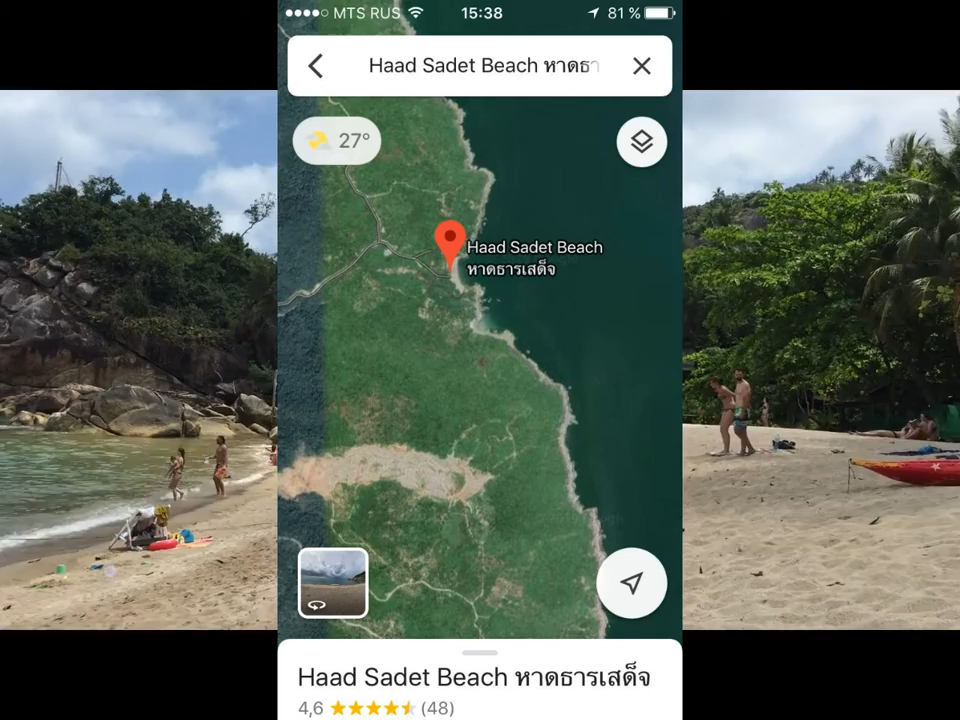 MTS RUS 15:38 81 %
Haad Sadet Beach หาดธา
27°
Haad Sadet Beach
หาดธารเสด็จ
Haad Sadet Beach หาดธารเสด็จ
4,6 (48)